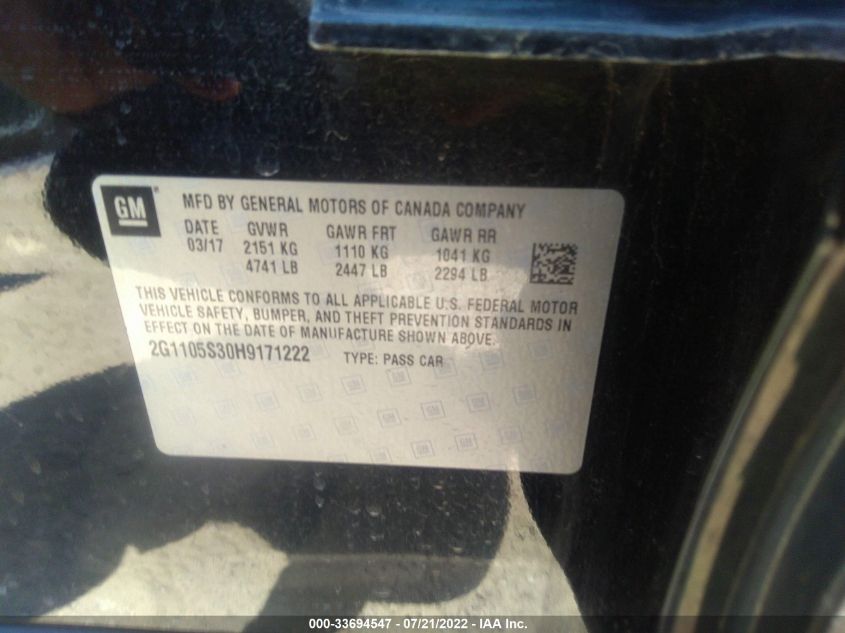 GM
MFD BY GENERAL MOTORS OF CANADA COMPANY
DATE GVWR GAWR FRT GAWR RR
03/17 2151 KG 1110 KG 1041 KG
4741 LB 2447 LB 2294 LB
THIS VEHICLE CONFORMS TO ALL APPLICABLE U.S. FEDERAL MOTOR
VEHICLE SAFETY, BUMPER, AND THEFT PREVENTION STANDARDS IN
EFFECT ON THE DATE OF MANUFACTURE SHOWN ABOVE.
2G1105S30H9171222 TYPE: PASS CAR
000-33694547 - 07/21/2022 - IAA Inc.